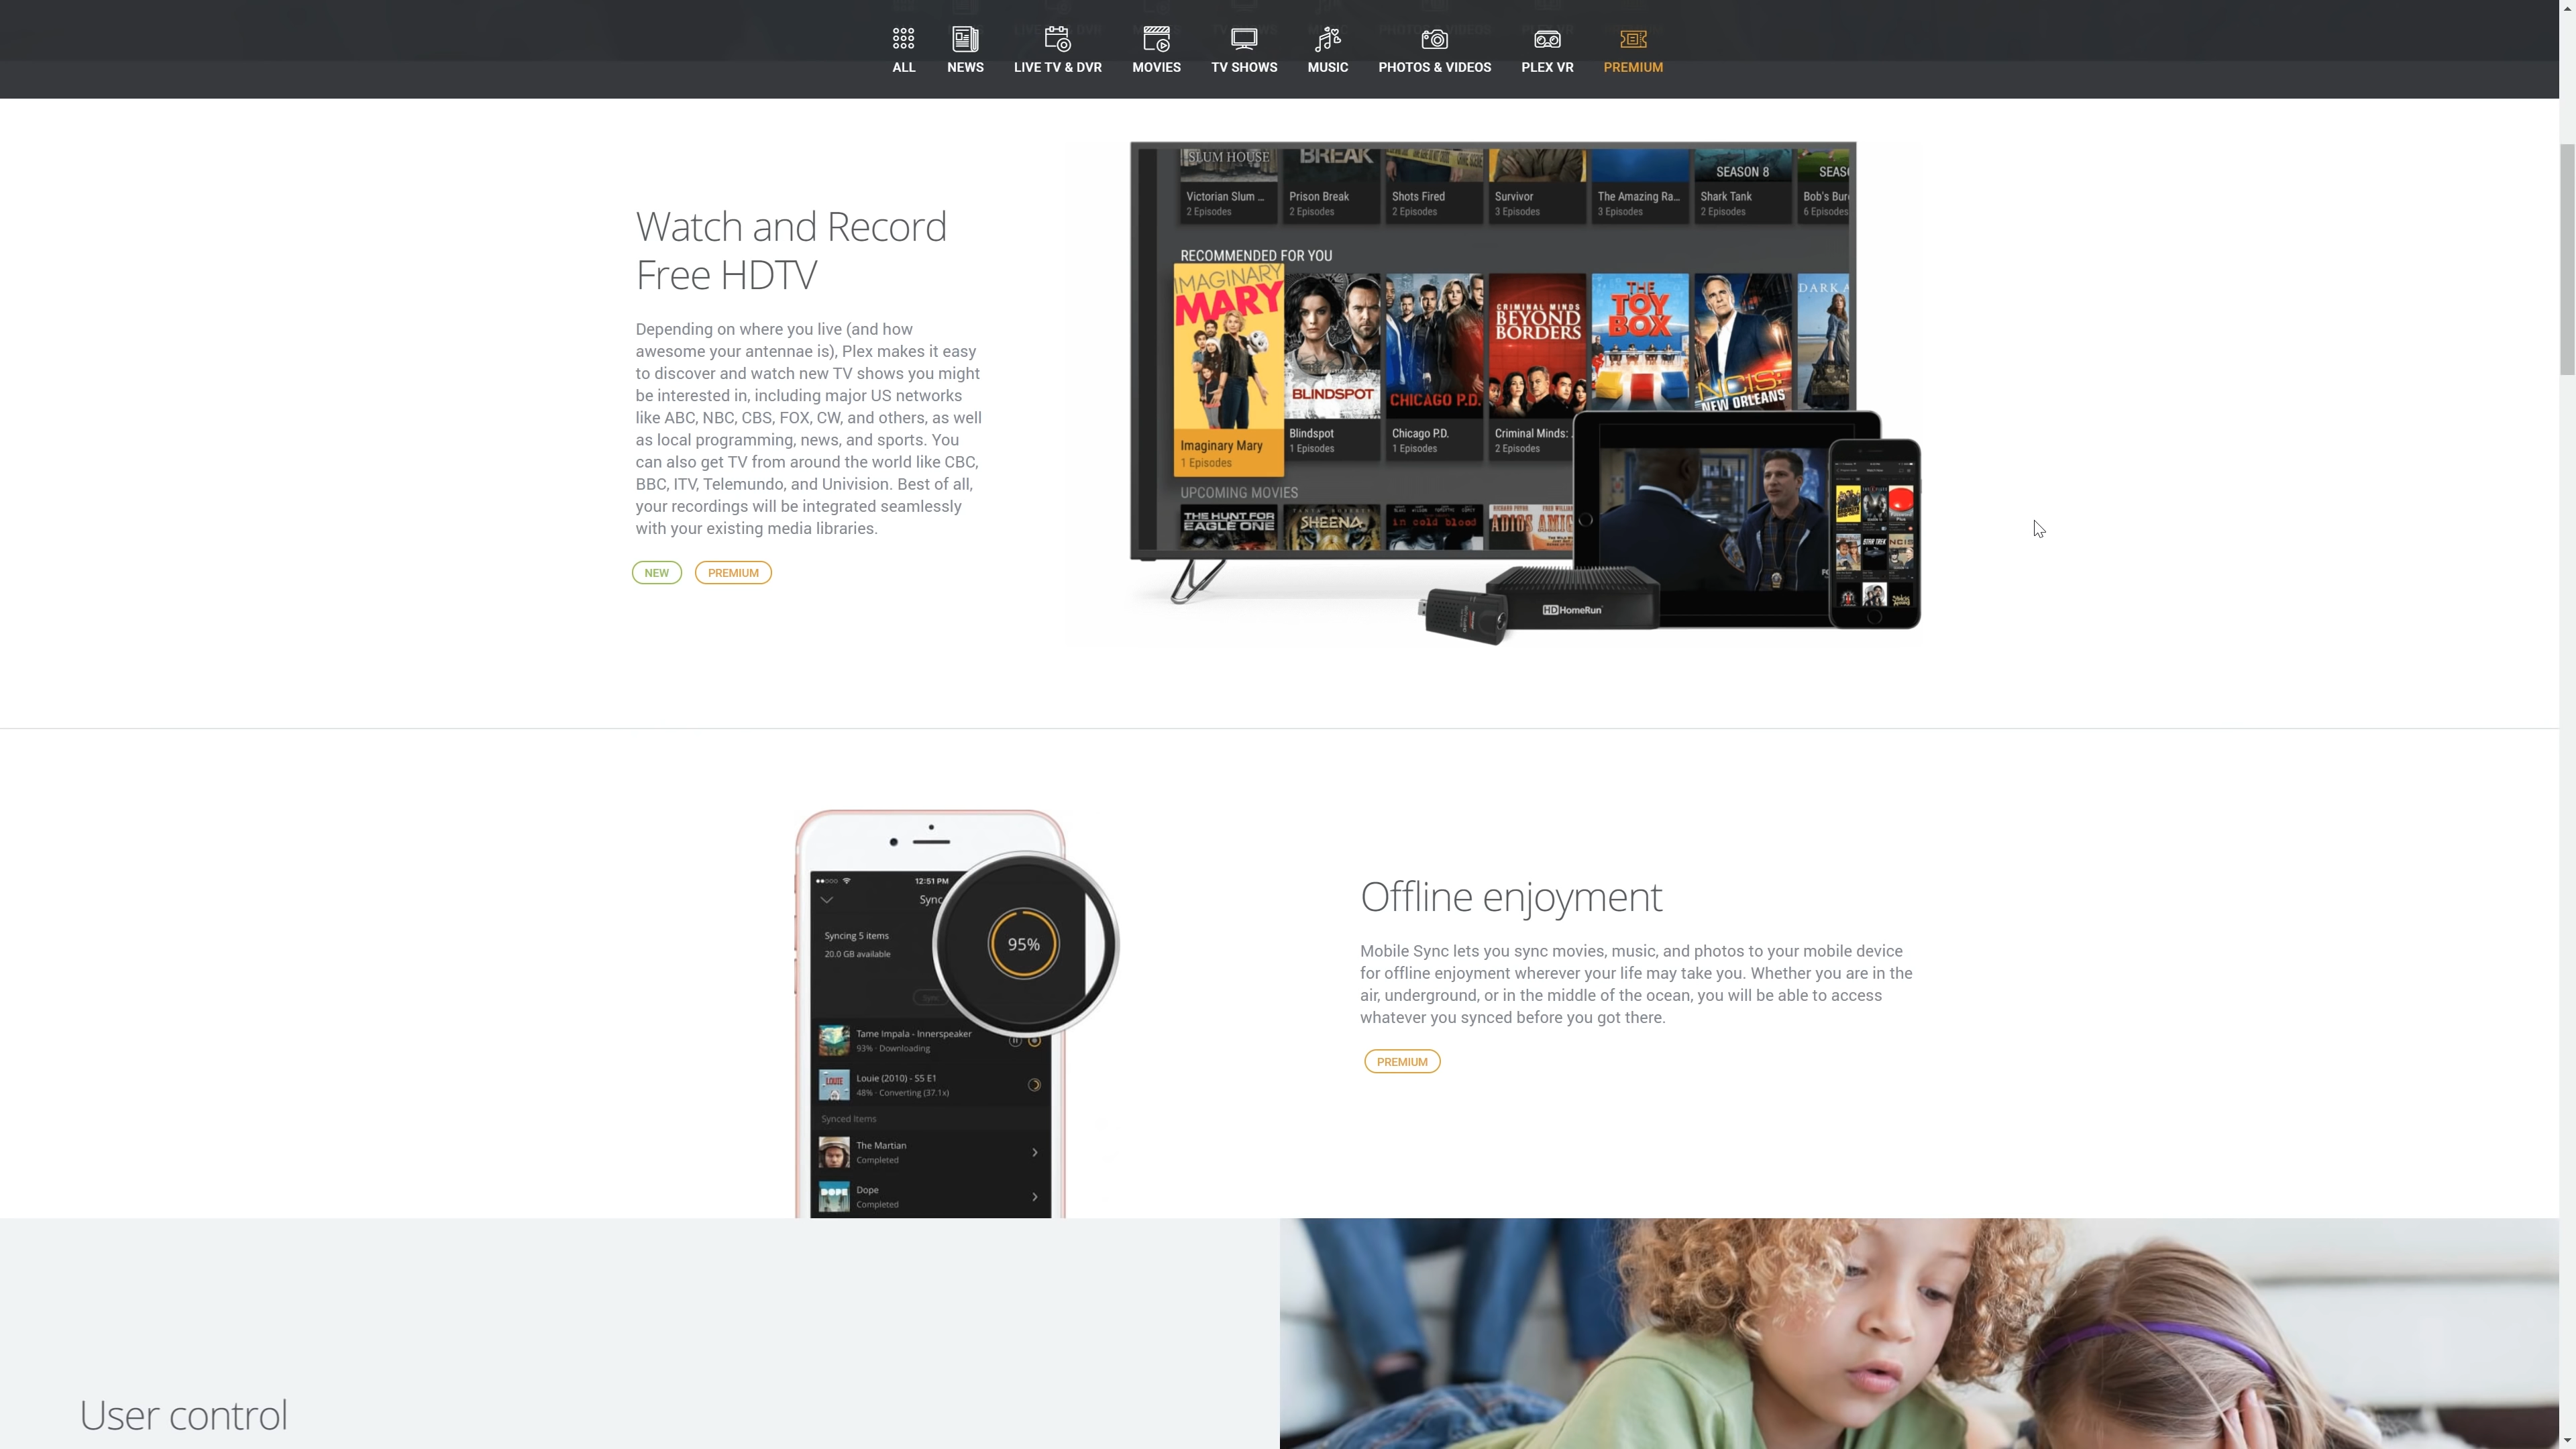 ALL
NEWS
LIVE TV & DVR
MOVIES
TV SHOWS
MUSIC
PHOTOS & VIDEOS
PLEX VR
PREMIUM
Watch and Record
Free HDTV
Depending on where you live (and how
awesome your antennae is), Plex makes it easy
to discover and watch new TV shows you might
be interested in, including major US networks
like ABC, NBC, CBS, FOX, CW, and others, as well
as local programming, news, and sports. You
can also get TV from around the world like CBC,
BBC, ITV, Telemundo, and Univision. Best of all,
your recordings will be integrated seamlessly
with your existing media libraries.
NEW
PREMIUM
SLUM HOUSE
BREAK
SEASON 8
Victorian Slum ...
2 Episodes
Prison Break
2 Episodes
Shots Fired
2 Episodes
Survivor
3 Episodes
The Amazing Ra...
3 Episodes
Shark Tank
2 Episodes
Bob's
6 Episodes
RECOMMENDED FOR YOU
IMAGINARY
MARY
BLINDSPOT
CHICAGO P.D.
CRIMINAL MINDS
BEYOND
BORDERS
THE
TOY
BOX
NCIS:
NEW ORLEANS
DARK
Imaginary Mary
1 Episodes
Blindspot
1 Episodes
Chicago P.D.
1 Episodes
Criminal Minds:
2 Episodes
UPCOMING MOVIES
THE HUNT FOR
EAGLE ONE
SHEENA
in cold blood
ADIOS
HDHomeRun
12:51 PM
Sync
Syncing 5 items
20.0 GB available
95%
Sync
Tame Impala - Innerspeaker
93% · Downloading
LOUIE
Louie (2010) - S5 E1
48% · Converting (37.1x)
Synced Items
The Martian
Completed
DOPE
Dope
Completed
Offline enjoyment
Mobile Sync lets you sync movies, music, and photos to your mobile device
for offline enjoyment wherever your life may take you. Whether you are in the
air, underground, or in the middle of the ocean, you will be able to access
whatever you synced before you got there.
PREMIUM
User control